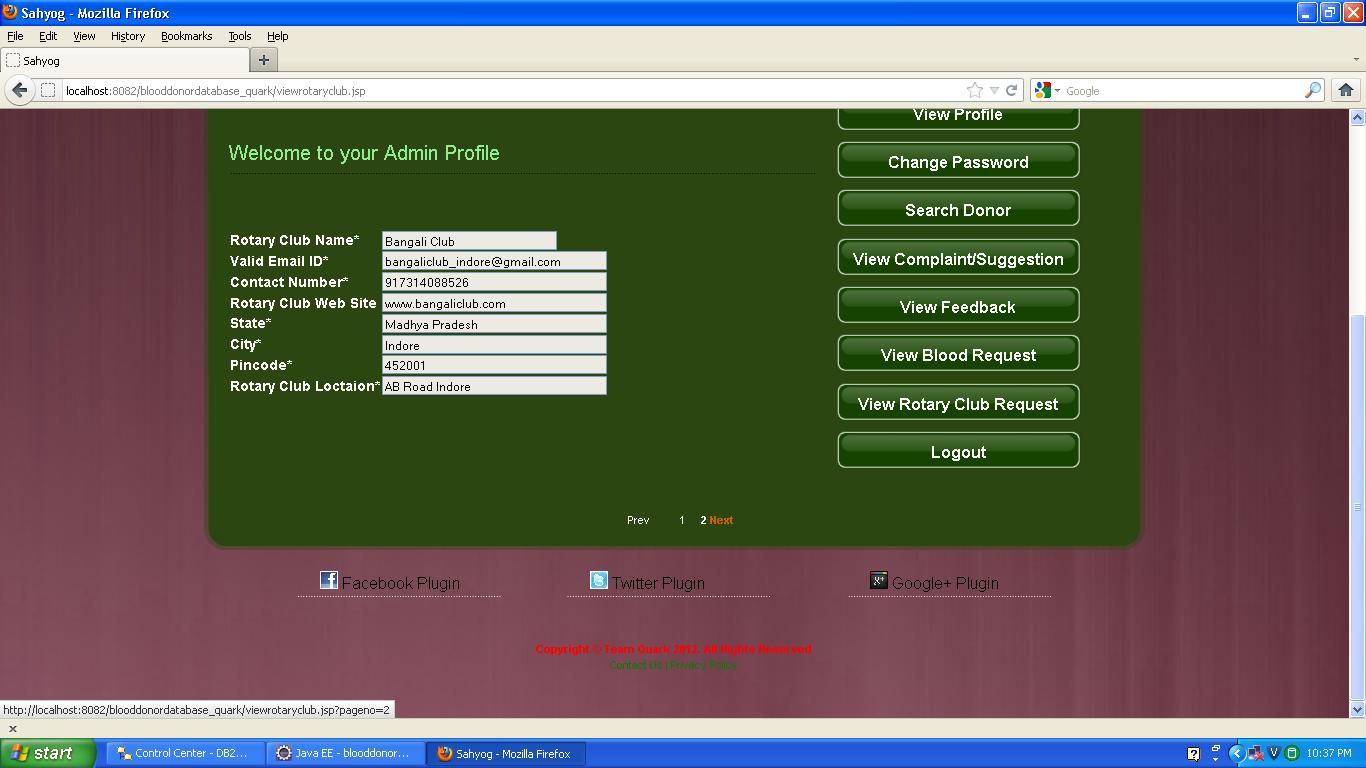 Sahyog - Mozilla Firefox
File Edit View History Bookmarks Tools Help
Sahyog
localhost:8082/blooddonordatabase_quark/viewrotaryclub.jsp
Google
View Profile
Welcome to your Admin Profile
Change Password
Search Donor
Rotary Club Name* Bangali Club
Valid Email ID* bangaliclub_indore@gmail.com
View Complaint/Suggestion
Contact Number* 917314088526
Rotary Club Web Site www.bangaliclub.com
View Feedback
State* Madhya Pradesh
City* Indore
View Blood Request
Pincode* 452001
Rotary Club Loctaion* AB Road Indore
View Rotary Club Request
Logout
Prev 1 2 Next
Facebook Plugin Twitter Plugin Google+ Plugin
Copyright © Team Quark 2012. All Rights Reserved
Contact Us | Privacy Policy
http://localhost:8082/blooddonordatabase_quark/viewrotaryclub.jsp?pageno=2
start Control Center - DB2... Java EE - blooddonor... Sahyog - Mozilla Firefox 10:37 PM